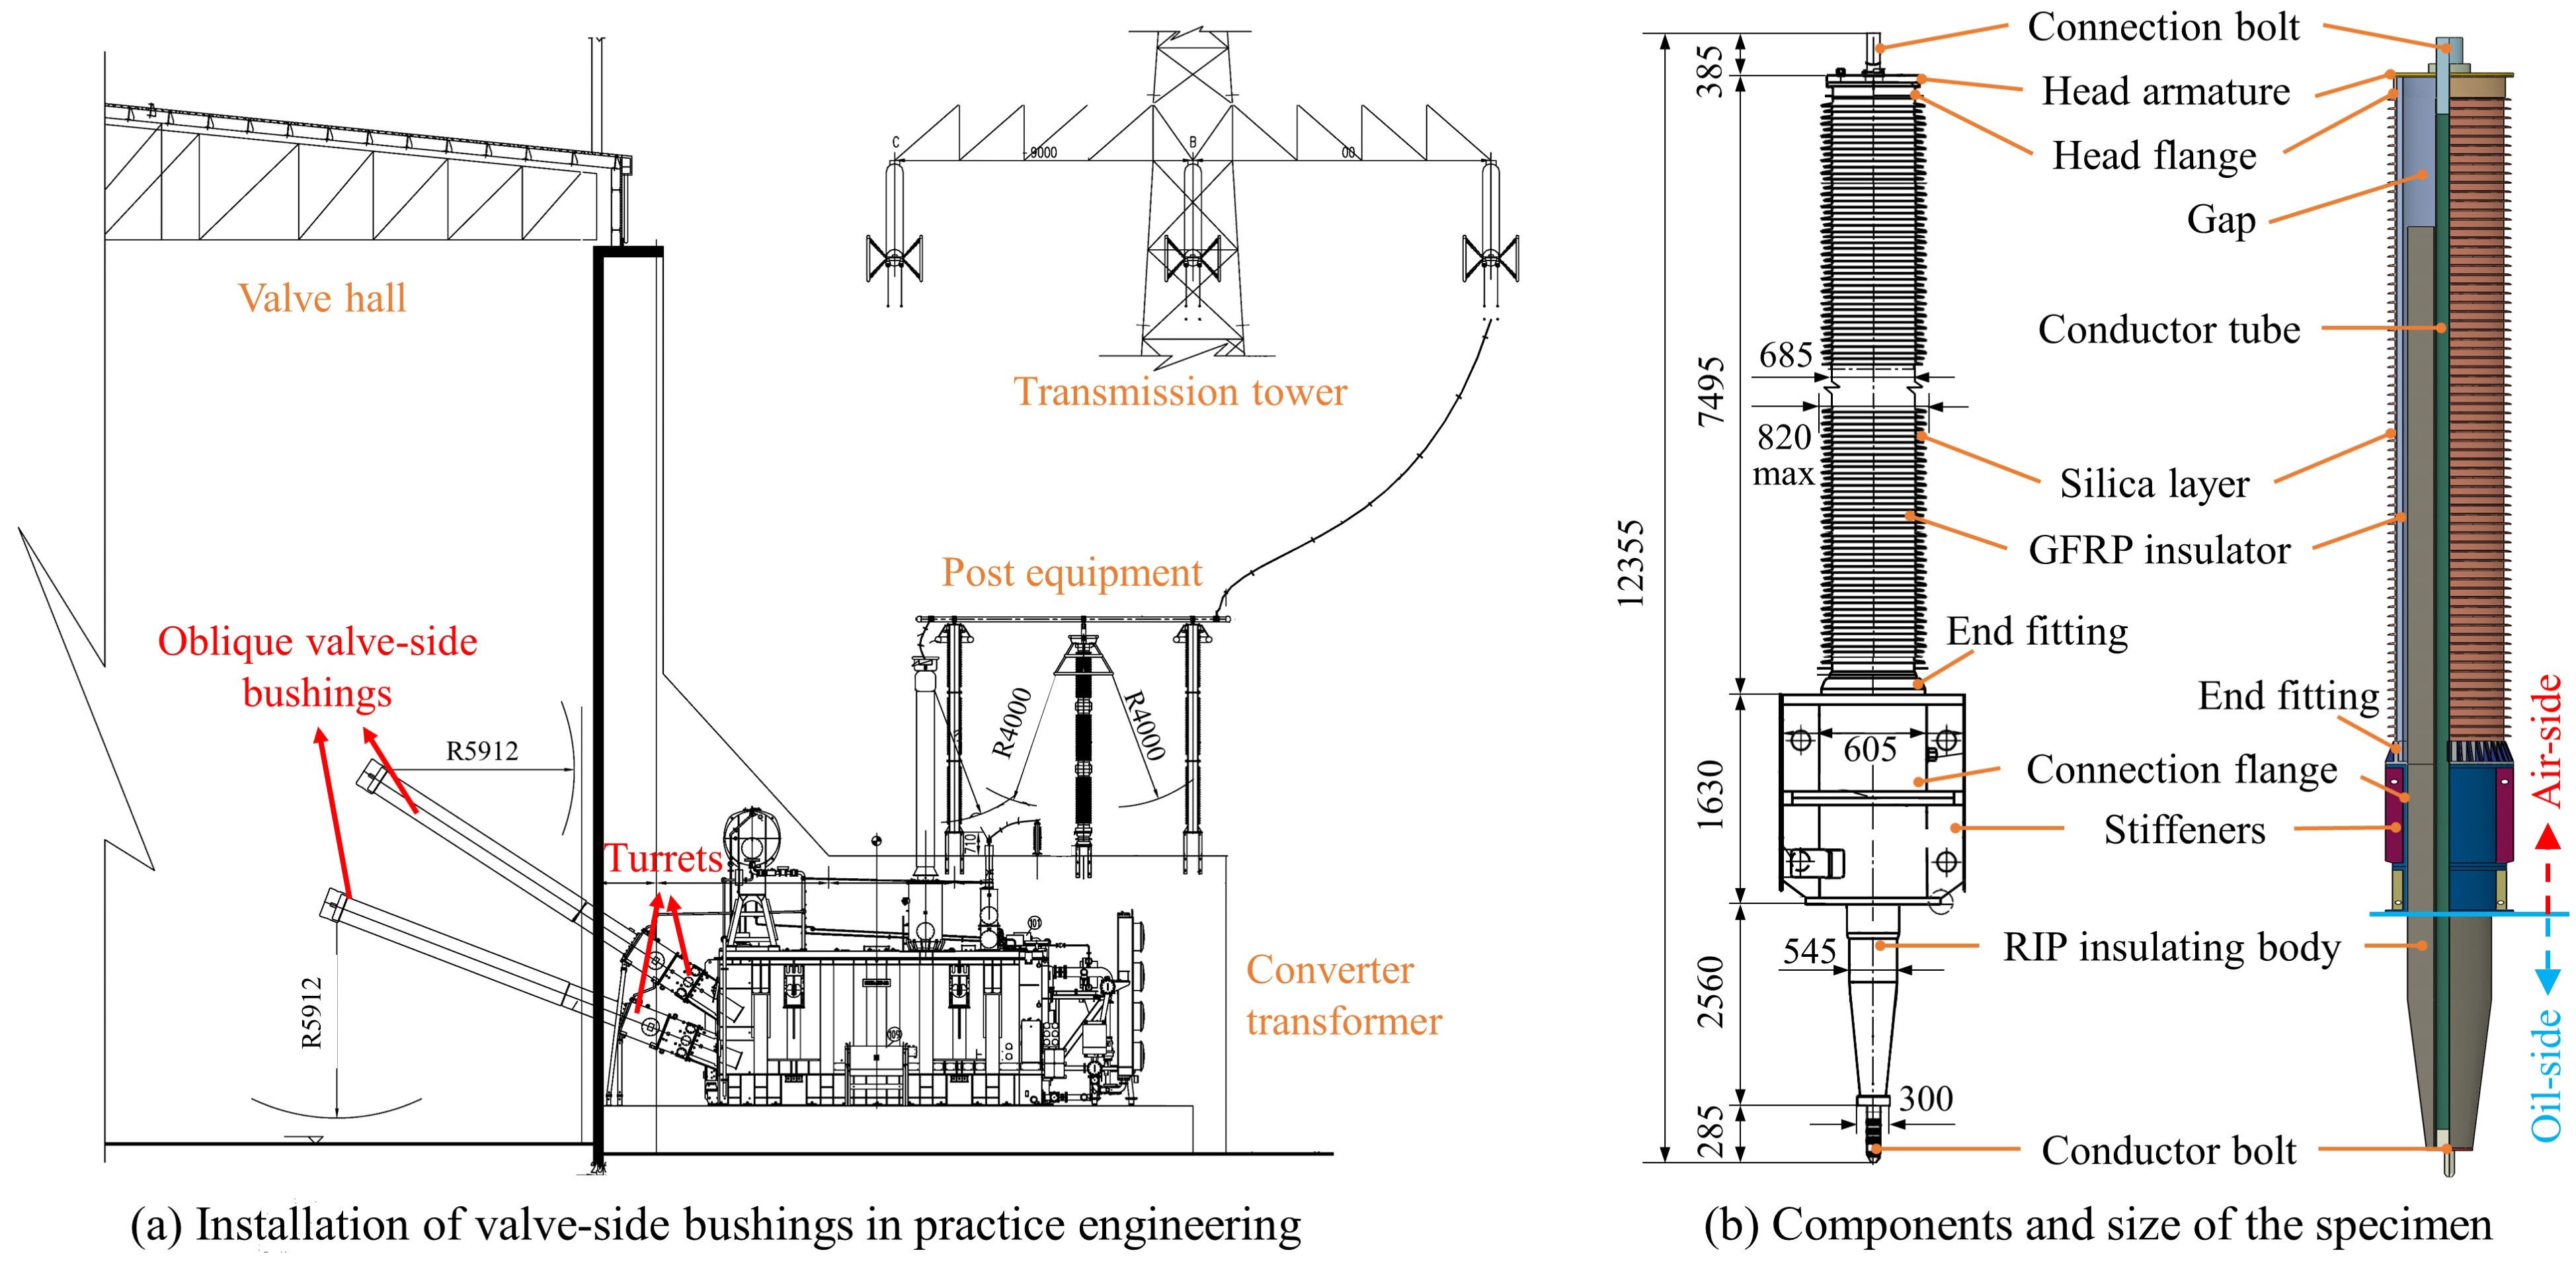 C
B
9000
00
Valve hall
Transmission tower
Post equipment
Oblique valve-side
bushings
R5912
R4000
R4000
710
Turrets
R5912
Converter
transformer
(a) Installation of valve-side bushings in practice engineering
385
7495
12355
1630
2560
285
685
820
max
605
545
300
Connection bolt
Head armature
Head flange
Gap
Conductor tube
Silica layer
GFRP insulator
End fitting
End fitting
Connection flange
Stiffeners
RIP insulating body
Conductor bolt
Air-side
Oil-side
(b) Components and size of the specimen